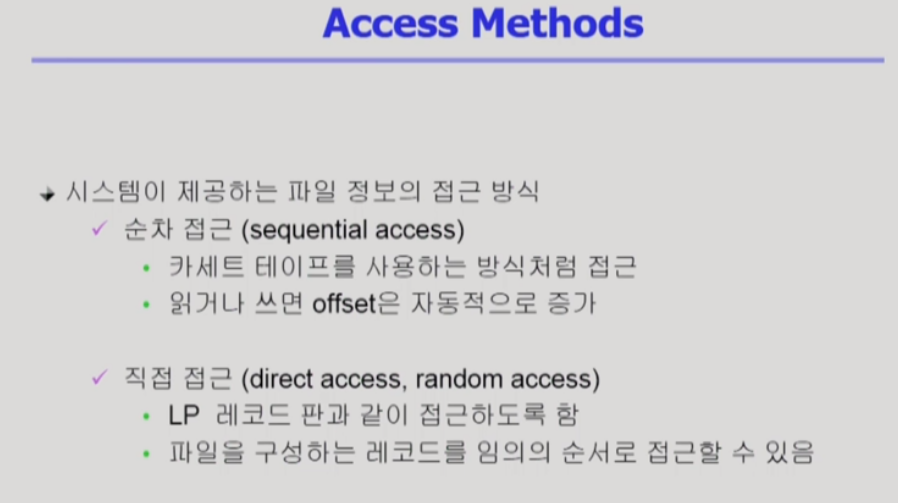 Access Methods
시스템이 제공하는 파일 정보의 접근 방식
✓ 순차 접근 (sequential access)
• 카세트 테이프를 사용하는 방식처럼 접근
• 읽거나 쓰면 offset은 자동적으로 증가
✓ 직접 접근 (direct access, random access)
• LP 레코드 판과 같이 접근하도록 함
• 파일을 구성하는 레코드를 임의의 순서로 접근할 수 있음